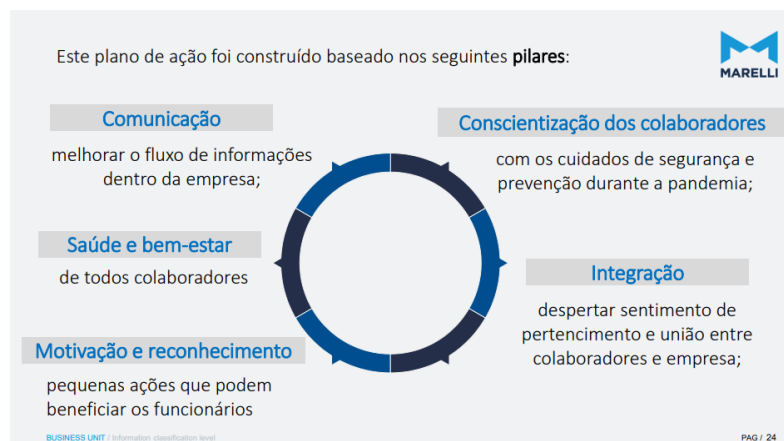 Este plano de ação foi construído baseado nos seguintes pilares:
MARELLI
Comunicação
melhorar o fluxo de informações
dentro da empresa;
Conscientização dos colaboradores
com os cuidados de segurança e
prevenção durante a pandemia;
Saúde e bem-estar
de todos colaboradores
Integração
despertar sentimento de
pertencimento e união entre
colaboradores e empresa;
Motivação e reconhecimento
pequenas ações que podem
beneficiar os funcionários
BUSINESS UNIT / Information classification level
PAG / 24